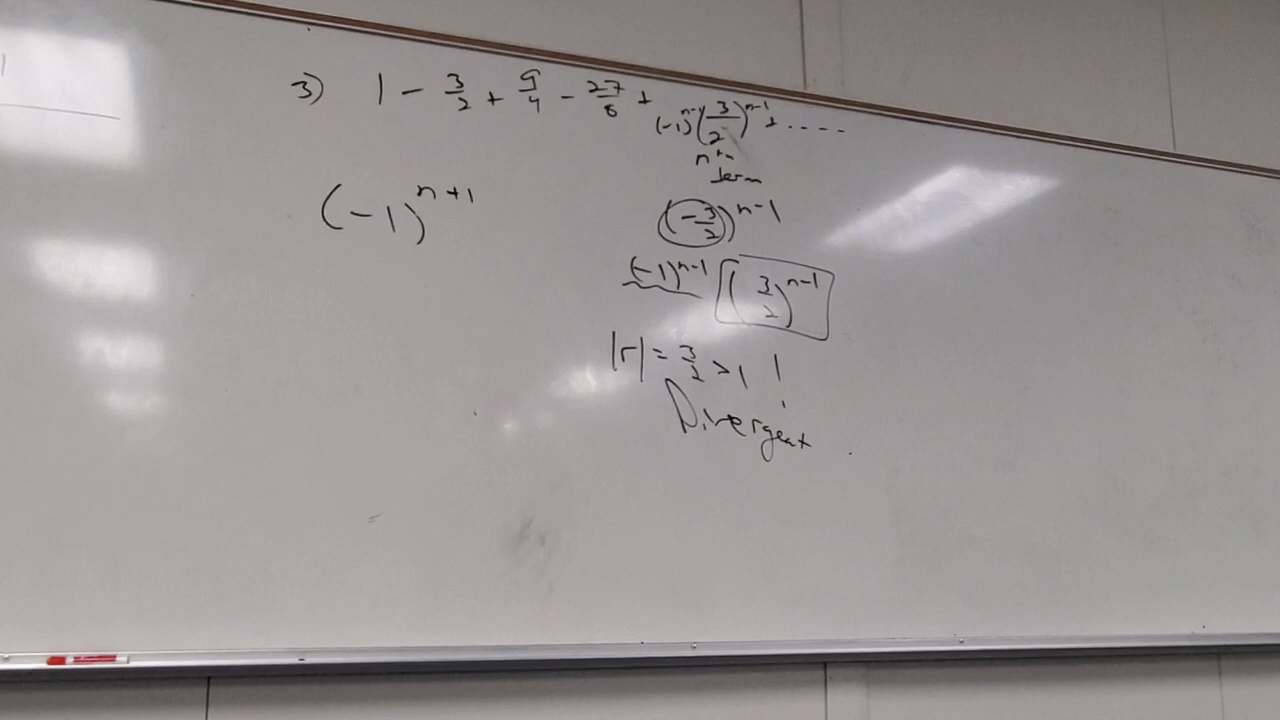 3) 1 - 3/2 + 9/4 - 27/8 + (-1)^{n-1} (3/2)^{n-1} + ....
nth
term
(-1)^{n+1}
(-3/2)^{n-1}
(-1)^{n-1} (3/2)^{n-1}
|r| = 3/2 > 1 !
Divergent